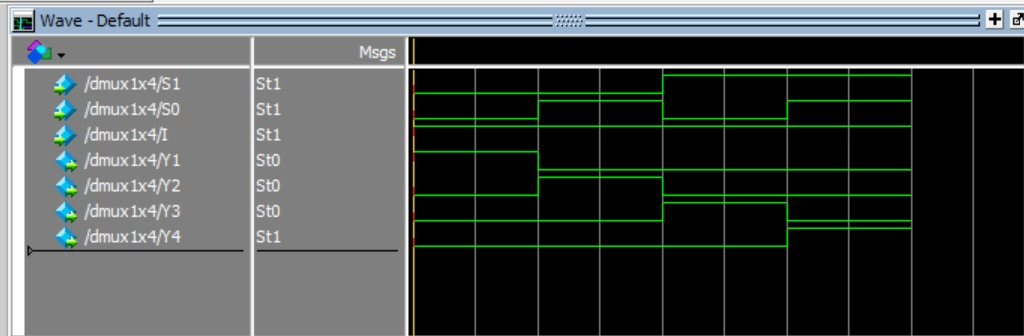 Wave - Default
Msgs
/dmux1x4/S1 St1
/dmux1x4/S0 St1
/dmux1x4/I St1
/dmux1x4/Y1 St0
/dmux1x4/Y2 St0
/dmux1x4/Y3 St0
/dmux1x4/Y4 St1